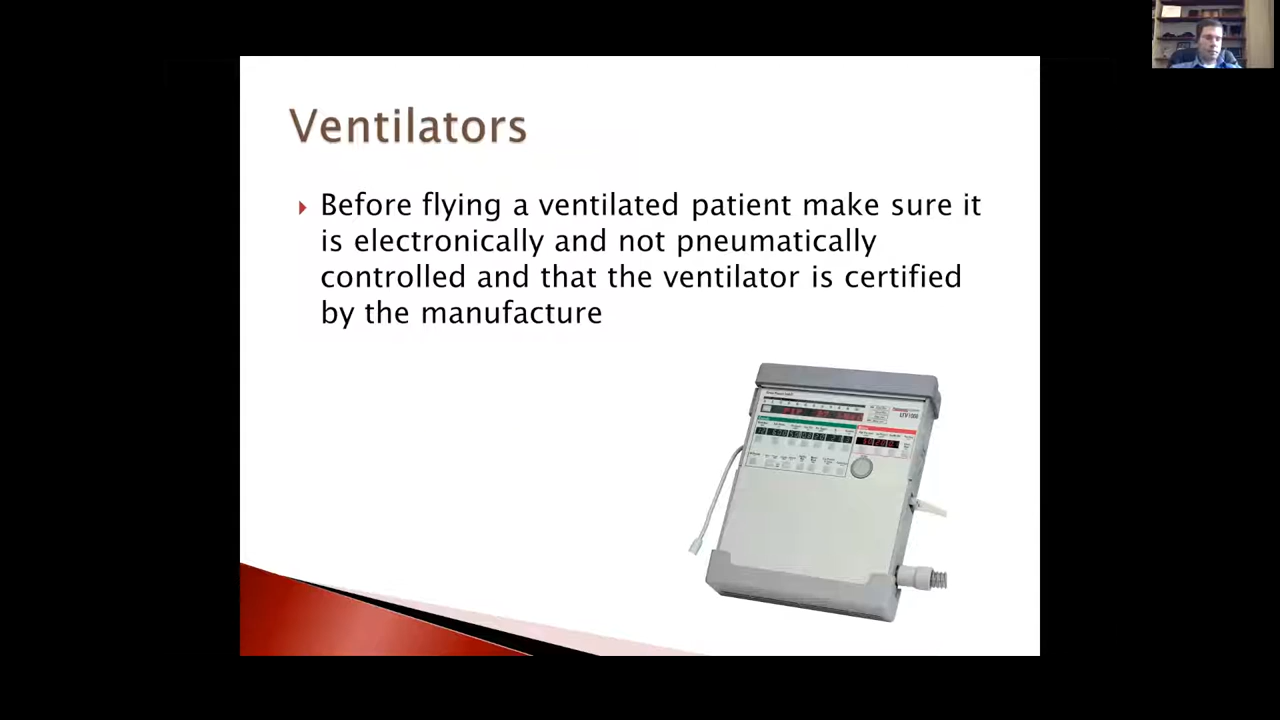 Ventilators
Before flying a ventilated patient make sure it
is electronically and not pneumatically
controlled and that the ventilator is certified
by the manufacture